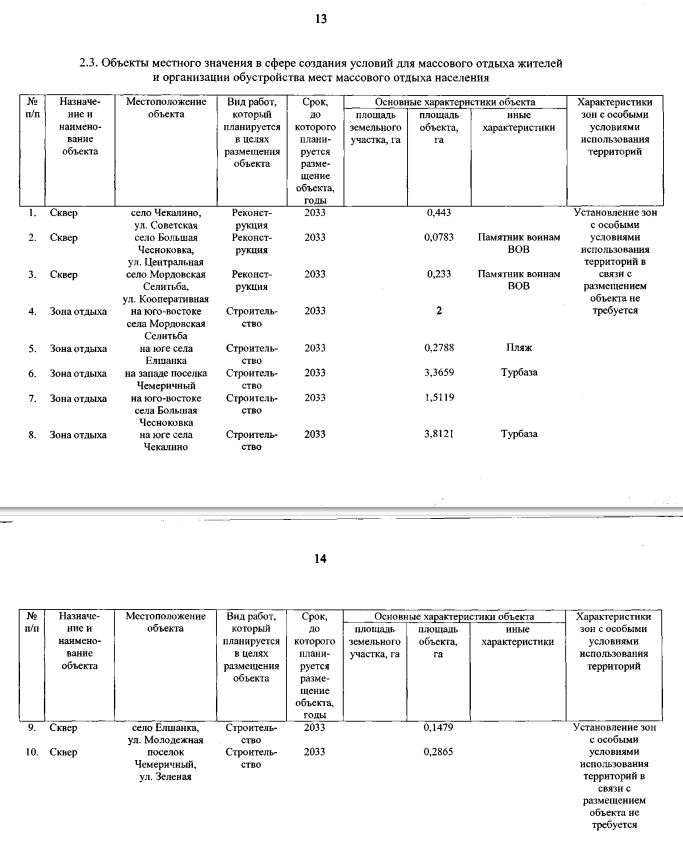 13
2.3. Объекты местного значения в сфере создания условий для массового отдыха жителей
и организации обустройства мест массового отдыха населения
№ п/п | Назначе-ние и наимено-вание объекта | Местоположение объекта | Вид работ, который планируется в целях размещения объекта | Срок, до которого плани-руется разме-щение объекта, годы | Основные характеристики объекта | Характеристики зон с особыми условиями использования территорий
площадь земельного участка, га | площадь объекта, га | иные характеристики
1. Сквер село Чекалино, ул. Советская Реконст-рукция 2033 0,443 Установление зон с особыми условиями использования территорий в связи с размещением объекта не требуется
2. Сквер село Большая Чесноковка, ул. Центральная Реконст-рукция 2033 0,0783 Памятник воинам ВОВ
3. Сквер село Мордовская Селитьба, ул. Кооперативная Реконст-рукция 2033 0,233 Памятник воинам ВОВ
4. Зона отдыха на юго-востоке села Мордовская Селитьба Строитель-ство 2033 2
5. Зона отдыха на юге села Елшанка Строитель-ство 2033 0,2788 Пляж
6. Зона отдыха на западе поселка Чемеричный Строитель-ство 2033 3,3659 Турбаза
7. Зона отдыха на юго-востоке села Большая Чесноковка Строитель-ство 2033 1,5119
8. Зона отдыха на юге села Чекалино Строитель-ство 2033 3,8121 Турбаза
14
№ п/п | Назначе-ние и наимено-вание объекта | Местоположение объекта | Вид работ, который планируется в целях размещения объекта | Срок, до которого плани-руется разме-щение объекта, годы | Основные характеристики объекта | Характеристики зон с особыми условиями использования территорий
площадь земельного участка, га | площадь объекта, га | иные характеристики
9. Сквер село Елшанка, ул. Молодежная Строитель-ство 2033 0,1479 Установление зон с особыми условиями использования территорий в связи с размещением объекта не требуется
10. Сквер поселок Чемеричный, ул. Зеленая Строитель-ство 2033 0,2865